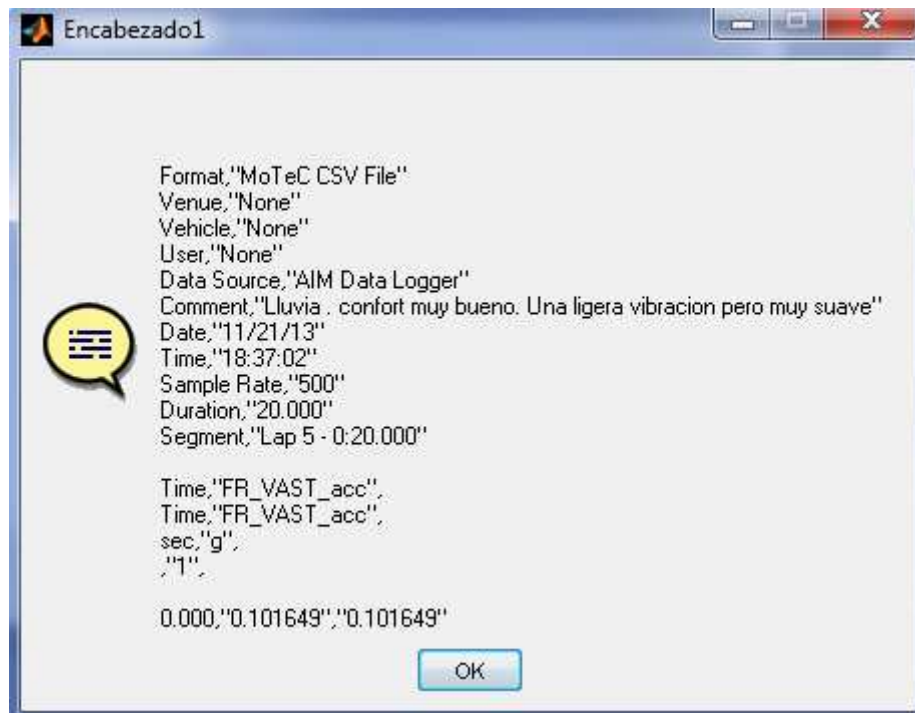 Encabezado1
Format,"MoTeC CSV File"
Venue,"None"
Vehicle,"None"
User,"None"
Data Source,"AIM Data Logger"
Comment,"Lluvia . confort muy bueno. Una ligera vibracion pero muy suave"
Date,"11/21/13"
Time,"18:37:02"
Sample Rate,"500"
Duration,"20.000"
Segment,"Lap 5 - 0:20.000"
Time,"FR_VAST_acc",
Time,"FR_VAST_acc",
sec,"g",
,"1",
0.000,"0.101649","0.101649"
OK